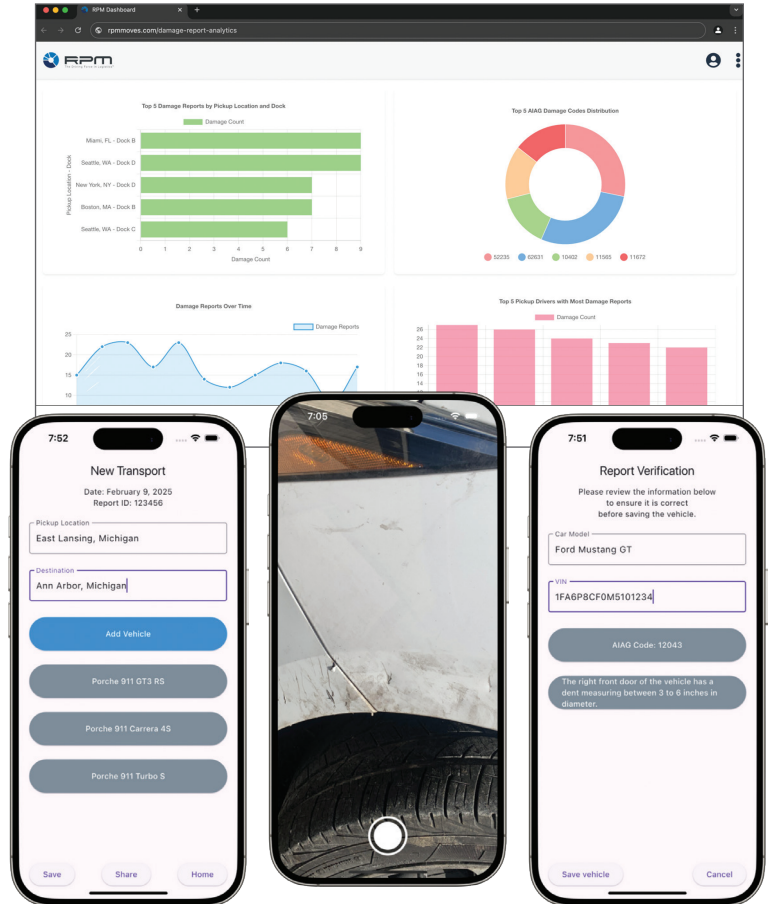 RPM Dashboard
rpmmoves.com/damage-report-analytics
RPM
Top 5 Damage Reports by Pickup Location and Dock
Damage Count
Pickup Location - Dock
Miami, FL - Dock B
Seattle, WA - Dock D
New York, NY - Dock D
Boston, MA - Dock B
Seattle, WA - Dock C
0 1 2 3 4 5 6 7 8 9
Damage Count
Top 5 AIAG Damage Codes Distribution
52235 62631 10402 11565 11672
Damage Reports Over Time
Damage Reports
25
20
15
10
Top 5 Pickup Drivers with Most Damage Reports
Damage Count
26
24
22
20
18
16
14
12
7:52
New Transport
Date: February 9, 2025
Report ID: 123456
Pickup Location
East Lansing, Michigan
Destination
Ann Arbor, Michigan
Add Vehicle
Porche 911 GT3 RS
Porche 911 Carrera 4S
Porche 911 Turbo S
Save Share Home
7:05
7:51
Report Verification
Please review the information below
to ensure it is correct
before saving the vehicle.
Car Model
Ford Mustang GT
VIN
1FA6P8CF0M5101234
AIAG Code: 12043
The right front door of the vehicle has a
dent measuring between 3 to 6 inches in
diameter.
Save vehicle Cancel